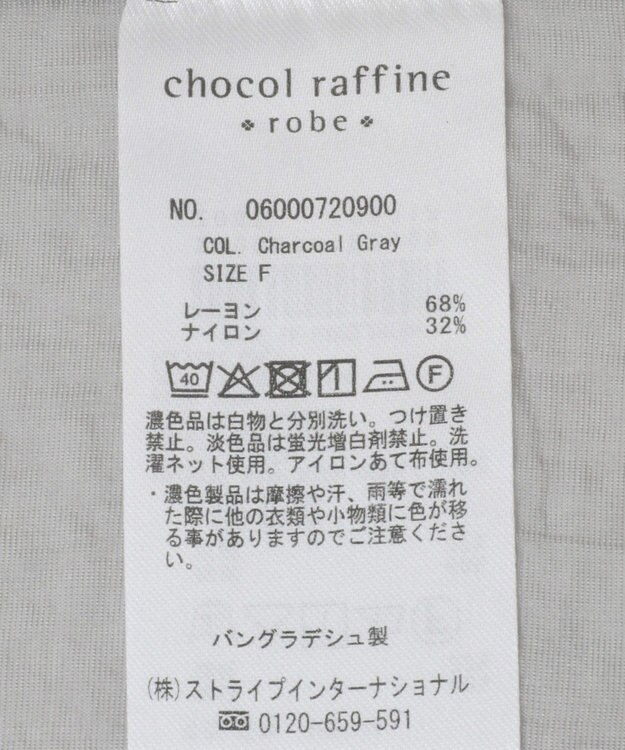 chocol raffine
robe
NO. 06000720900
COL. Charcoal Gray
SIZE F
レーヨン 68%
ナイロン 32%
40 F
濃色品は白物と分別洗い。つけ置き
禁止。淡色品は蛍光増白剤禁止。洗
濯ネット使用。アイロンあて布使用。
・濃色製品は摩擦や汗、雨等で濡れ
た際に他の衣類や小物類に色が移
る事がありますのでご注意くださ
い。
バングラデシュ製
(株)ストライプインターナショナル
0120-659-591